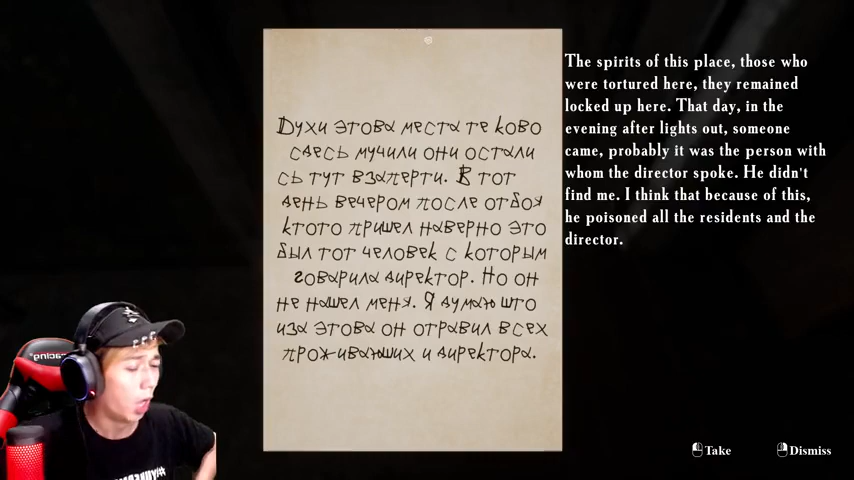 Духи этова места те ково
сдесь мучили они остали
сь тут взаперти. В тот
день вечером после отбоя
ктото пришел наверно это
был тот человек с которым
говарила директор. Но он
не нашел меня. Я думаю што
иза этова он отравил всех
проживаюших и директора.
The spirits of this place, those who
were tortured here, they remained
locked up here. That day, in the
evening after lights out, someone
came, probably it was the person with
whom the director spoke. He didn't
find me. I think that because of this,
he poisoned all the residents and the
director.
Take
Dismiss